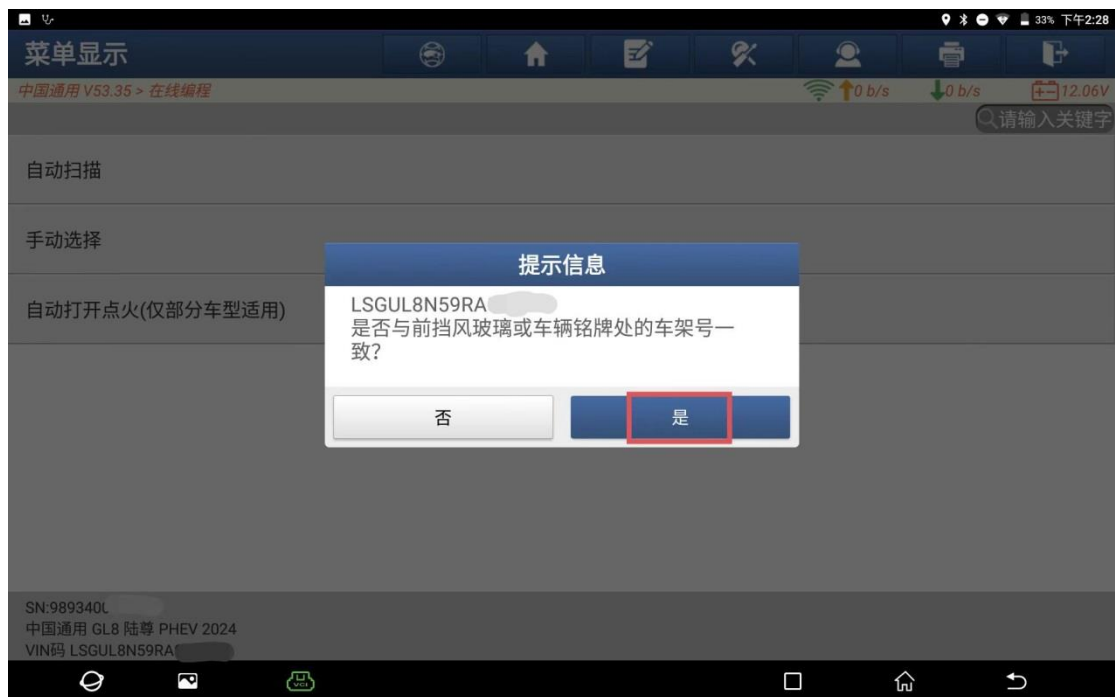 33% 下午2:28
菜单显示
中国通用 V53.35 > 在线编程
0 b/s
0 b/s
12.06V
请输入关键字
自动扫描
手动选择
自动打开点火(仅部分车型适用)
提示信息
LSGUL8N59RA
是否与前挡风玻璃或车辆铭牌处的车架号一
致?
否
是
SN:989340
中国通用 GL8 陆尊 PHEV 2024
VIN码 LSGUL8N59RA
VCI